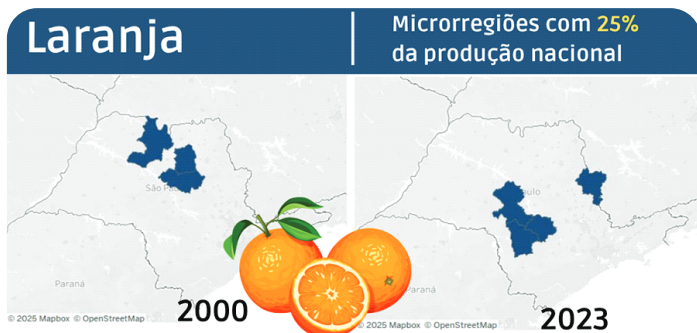 Laranja
Microrregiões com 25%
da produção nacional
São Pau
Paraná
© 2025 Mapbox © OpenStreetMap
2000
ulo
Paraná
© 2025 Mapbox © OpenStreetMap
2023